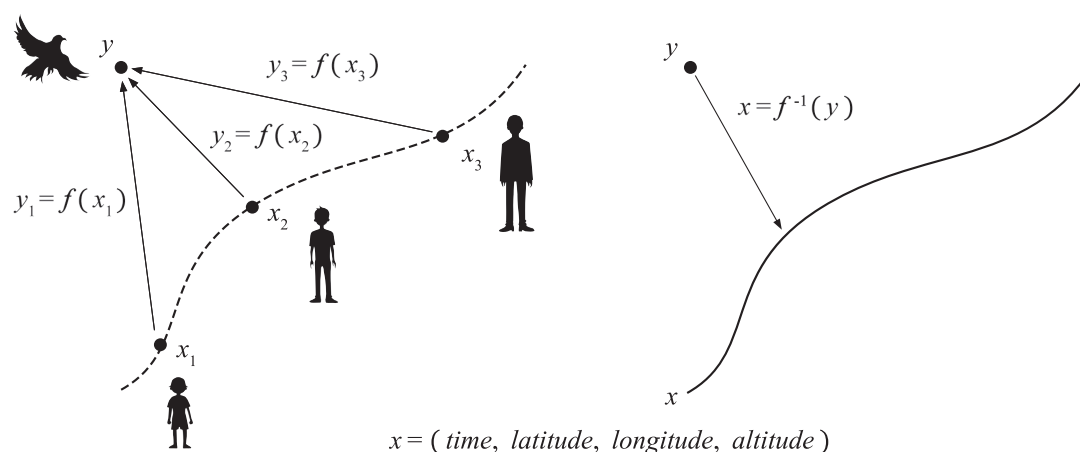 y
y₃ = f(x₃)
y₂ = f(x₂)
x₃
y₁ = f(x₁)
x₂
x₁
y
x = f⁻¹(y)
x
x = (time, latitude, longitude, altitude)